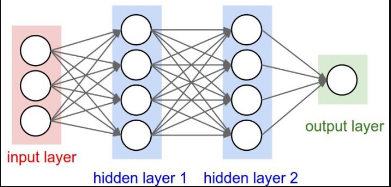 output layer
input layer
hidden layer 1 hidden layer 2